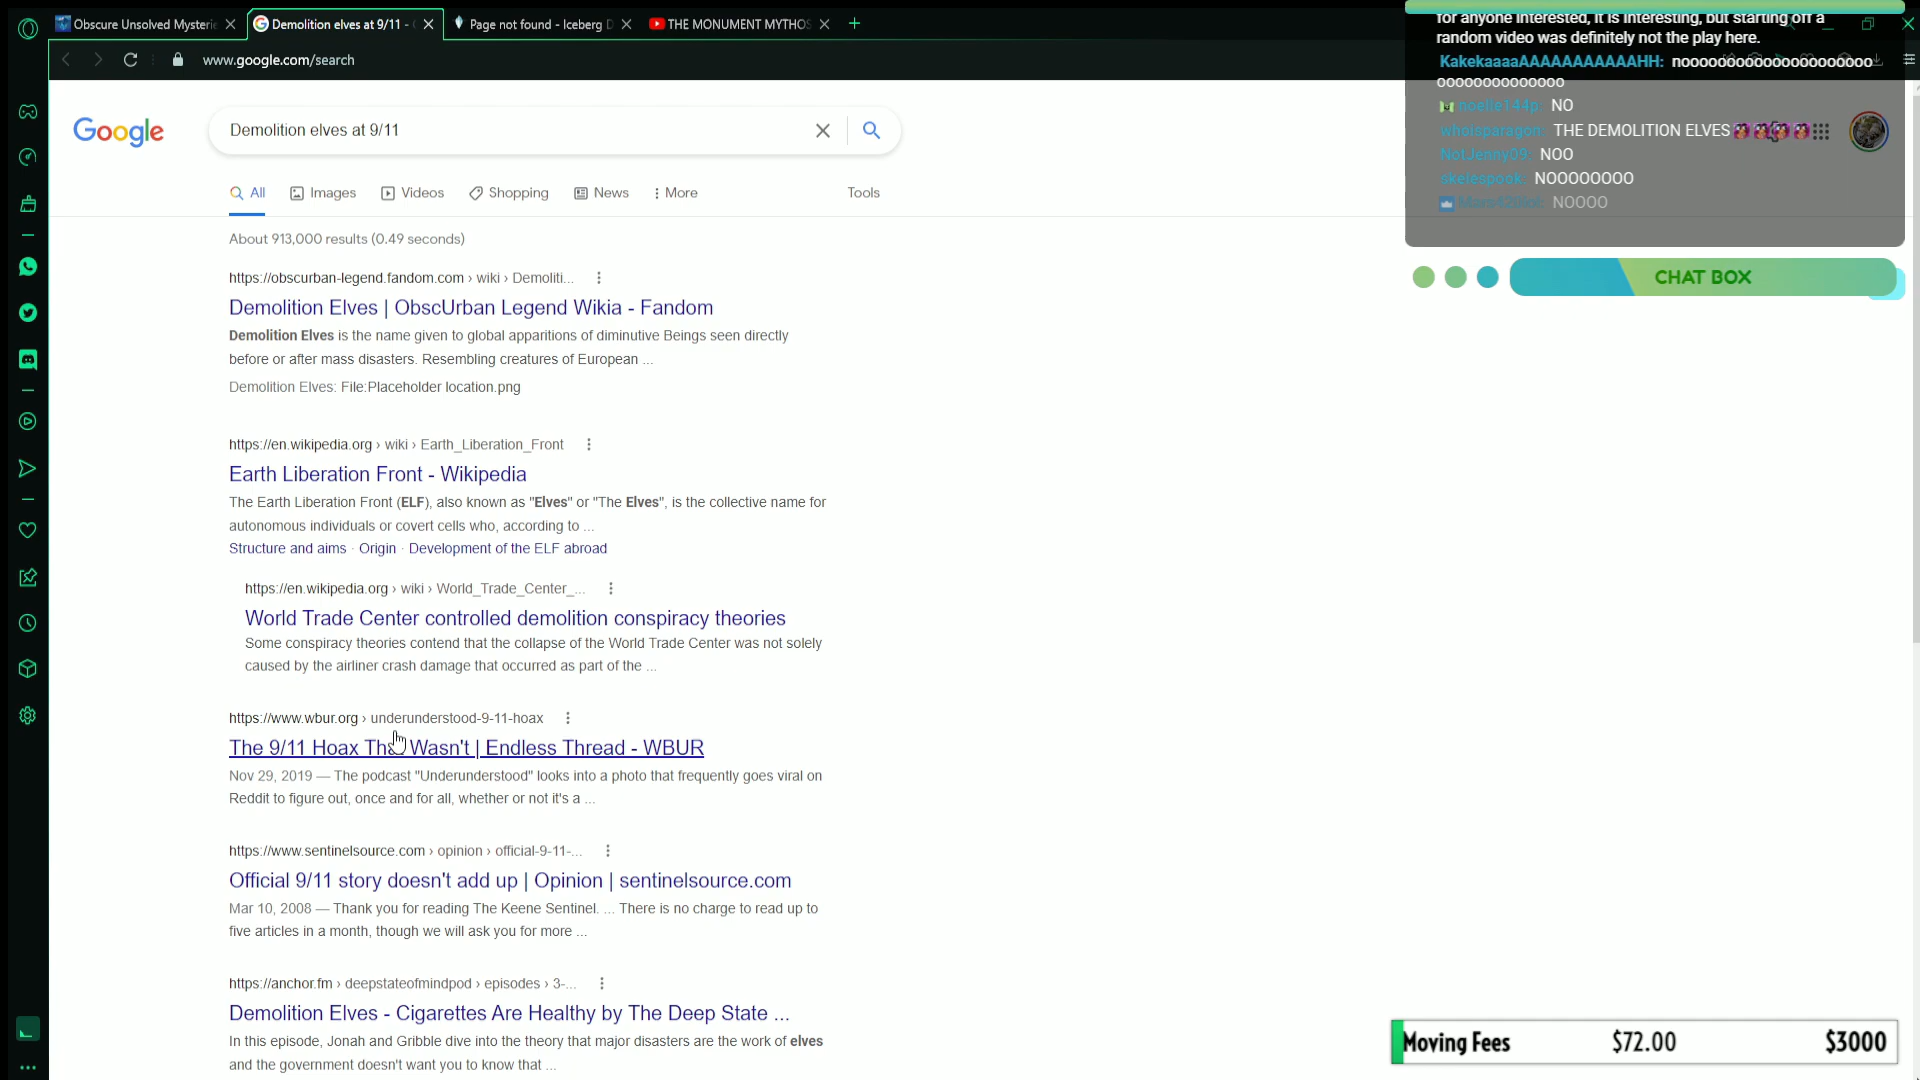 Obscure Unsolved Mysterie
Demolition elves at 9/11 -
Page not found - Iceberg D
THE MONUMENT MYTHOS
www.google.com/search
Google
Demolition elves at 9/11
All
Images
Videos
Shopping
News
More
Tools
About 913,000 results (0.49 seconds)
https://obscurban-legend.fandom.com › wiki › Demoliti...
Demolition Elves | ObscUrban Legend Wikia - Fandom
Demolition Elves is the name given to global apparitions of diminutive Beings seen directly
before or after mass disasters. Resembling creatures of European ...
Demolition Elves: File:Placeholder location.png
https://en.wikipedia.org › wiki › Earth_Liberation_Front
Earth Liberation Front - Wikipedia
The Earth Liberation Front (ELF), also known as "Elves" or "The Elves", is the collective name for
autonomous individuals or covert cells who, according to ...
Structure and aims · Origin · Development of the ELF abroad
https://en.wikipedia.org › wiki › World_Trade_Center_...
World Trade Center controlled demolition conspiracy theories
Some conspiracy theories contend that the collapse of the World Trade Center was not solely
caused by the airliner crash damage that occurred as part of the ...
https://www.wbur.org › underunderstood-9-11-hoax
The 9/11 Hoax That Wasn't | Endless Thread - WBUR
Nov 29, 2019 — The podcast "Underunderstood" looks into a photo that frequently goes viral on
Reddit to figure out, once and for all, whether or not it's a ...
https://www.sentinelsource.com › opinion › official-9-11-...
Official 9/11 story doesn't add up | Opinion | sentinelsource.com
Mar 10, 2008 — Thank you for reading The Keene Sentinel. ... There is no charge to read up to
five articles in a month, though we will ask you for more ...
https://anchor.fm › deepstateofmindpod › episodes › 3-...
Demolition Elves - Cigarettes Are Healthy by The Deep State ...
In this episode, Jonah and Gribble dive into the theory that major disasters are the work of elves
and the government doesn't want you to know that ...
for anyone interested, it is interesting, but starting off a
random video was definitely not the play here.
KakekaaaaAAAAAAAAAAAHH: nooooooooooooooooooooo
oooooooooooooo
noelle144p: NO
whoisparagon: THE DEMOLITION ELVES
NotJenny09: NOO
skelespook: NOOOOOOOO
NOOOO
CHAT BOX
Moving Fees $72.00 $3000